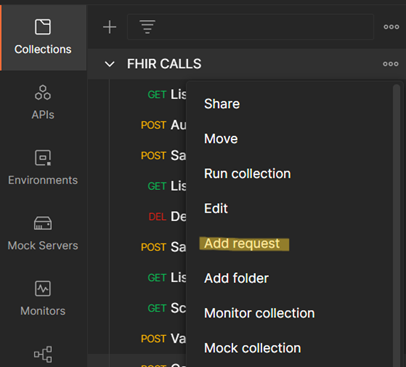 Collections
APIs
Environments
Mock Servers
Monitors
FHIR CALLS
GET Lis
POST Au
POST Sa
GET Lis
DEL De
POST Sa
GET Lis
GET Sc
POST Va
Share
Move
Run collection
Edit
Add request
Add folder
Monitor collection
Mock collection